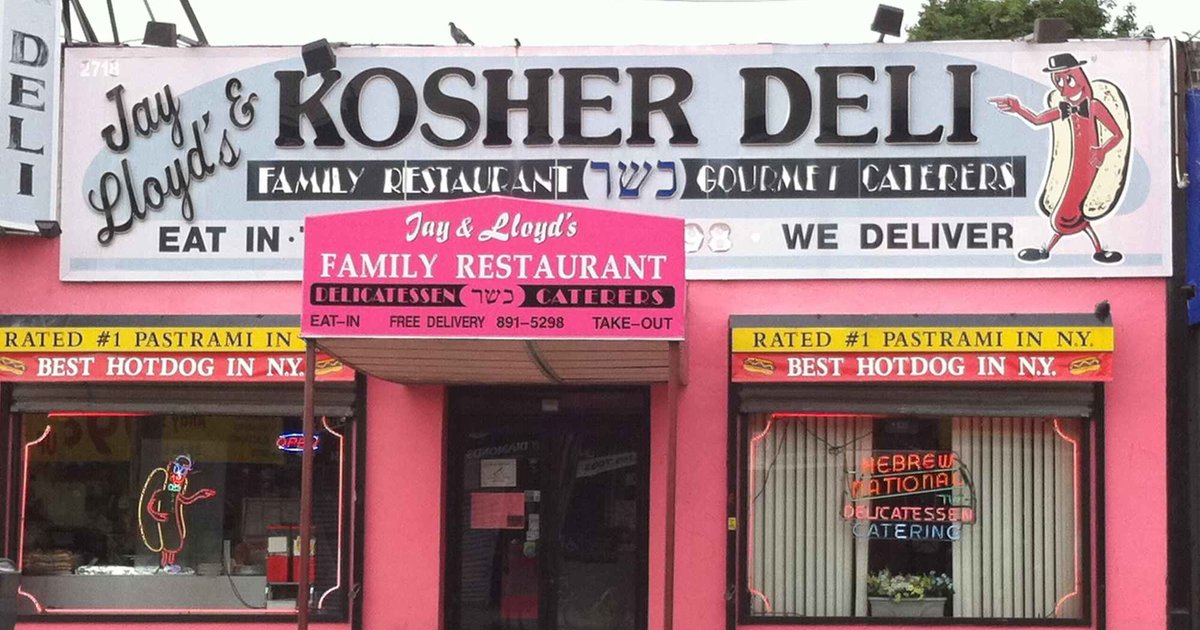 DELI
2718
Jay &
Lloyd's
KOSHER DELI
FAMILY RESTAURANT (כשר) GOURMET CATERERS
EAT IN · 98 WE DELIVER
Jay & Lloyd's
FAMILY RESTAURANT
DELICATESSEN (כשר) CATERERS
EAT-IN FREE DELIVERY 891-5298 TAKE-OUT
RATED #1 PASTRAMI IN
BEST HOTDOG IN N.Y.
RATED #1 PASTRAMI IN N.Y.
BEST HOTDOG IN N.Y.
OPEN
HEBREW
NATIONAL
DELICATESSEN
CATERING